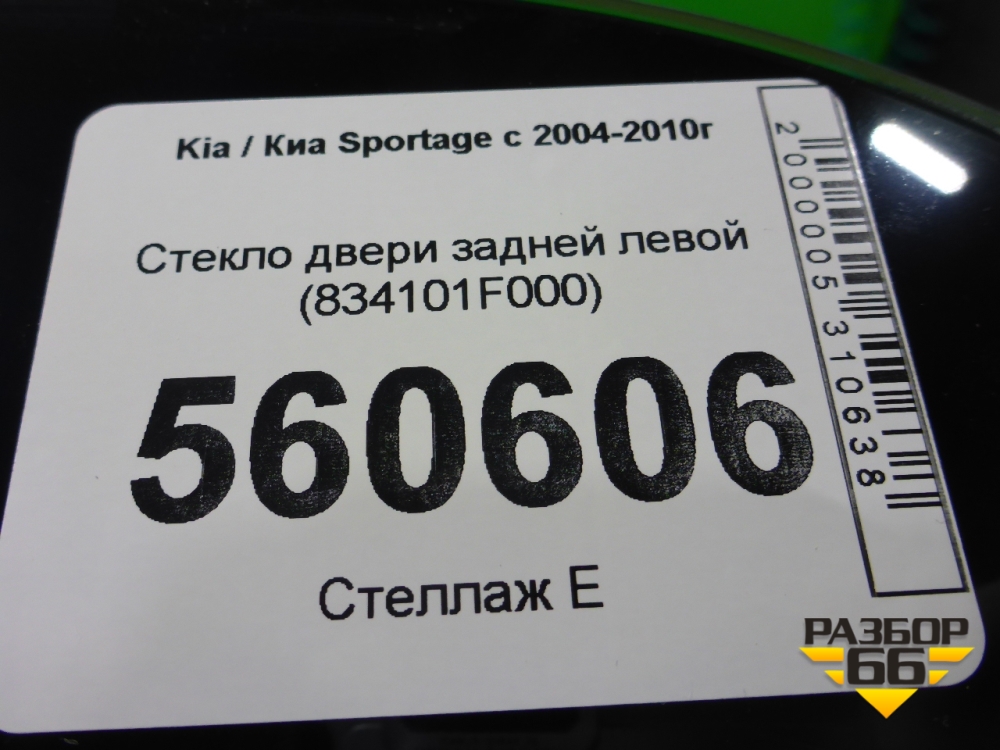 Kia / Киа Sportage с 2004-2010г
Стекло двери задней левой
(834101F000)
560606
Стеллаж Е
2000005310638
РАЗБОР
66